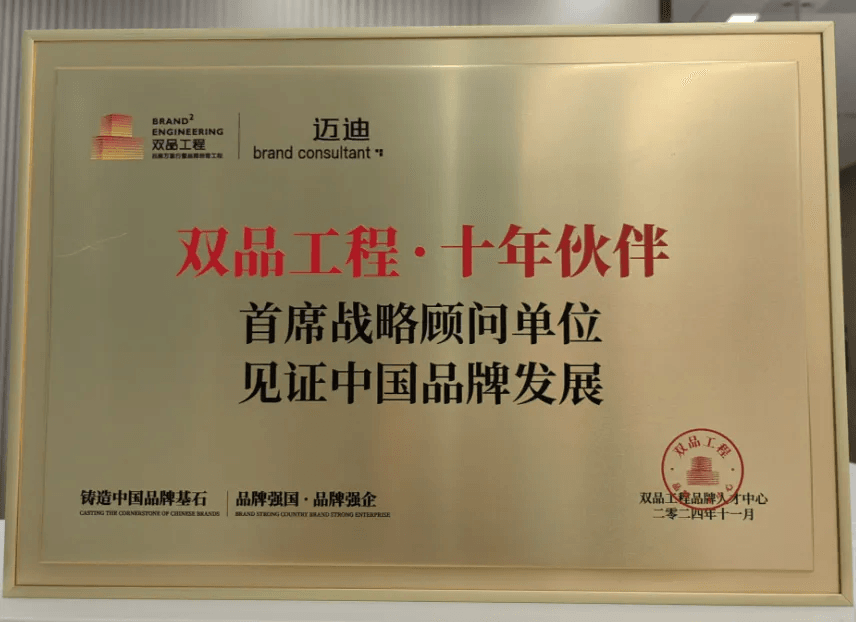 BRAND²
ENGINEERING
双品工程
迈迪
brand consultant
双品工程·十年伙伴
首席战略顾问单位
见证中国品牌发展
铸造中国品牌基石
CASTING THE CORNERSTONE OF CHINESE BRANDS
品牌强国·品牌强企
BRAND STRONG COUNTRY BRAND STRONG ENTERPRISE
双品工程
双品工程品牌人才中心
二零二四年十一月